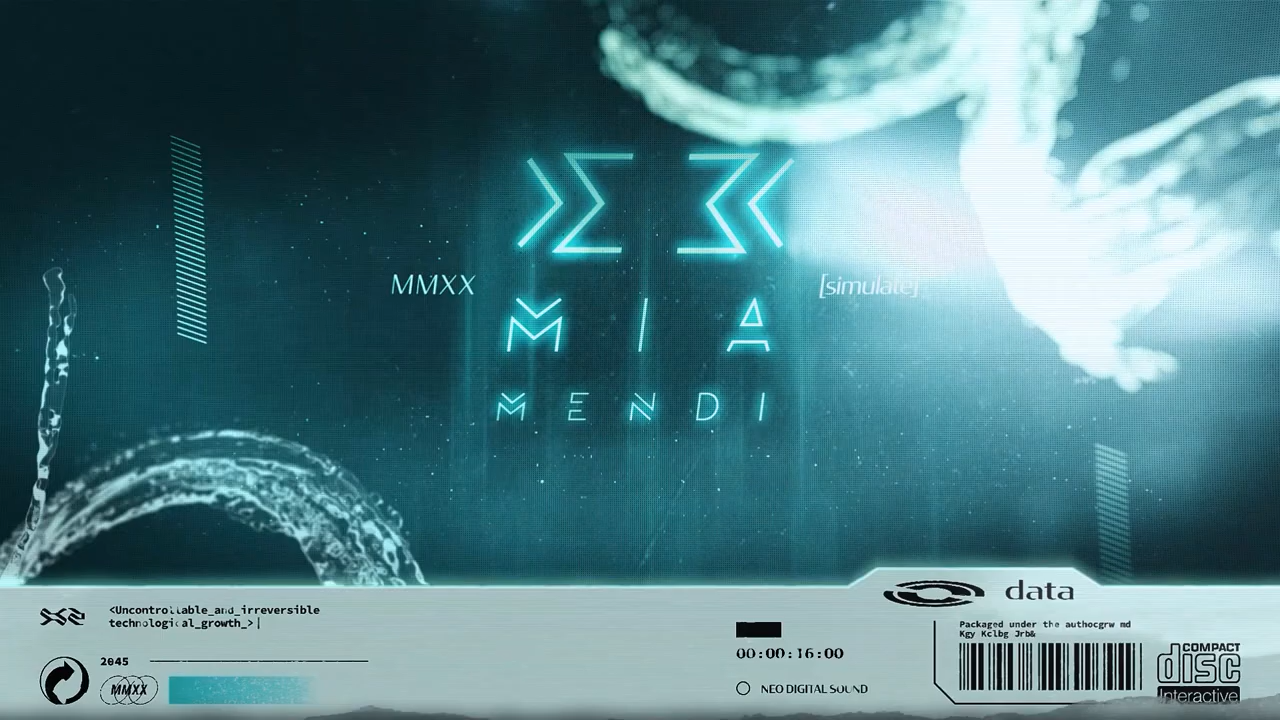 MMXX
[simulate]
MIA
MENDI
data
<Uncontrollable_and_irreversible
technological_growth_>|
Packaged under the authocgrw md
Kgy Kclbg Jrb&
2045
MMXX
00:00:16:00
NEO DIGITAL SOUND
COMPACT
disc
Interactive